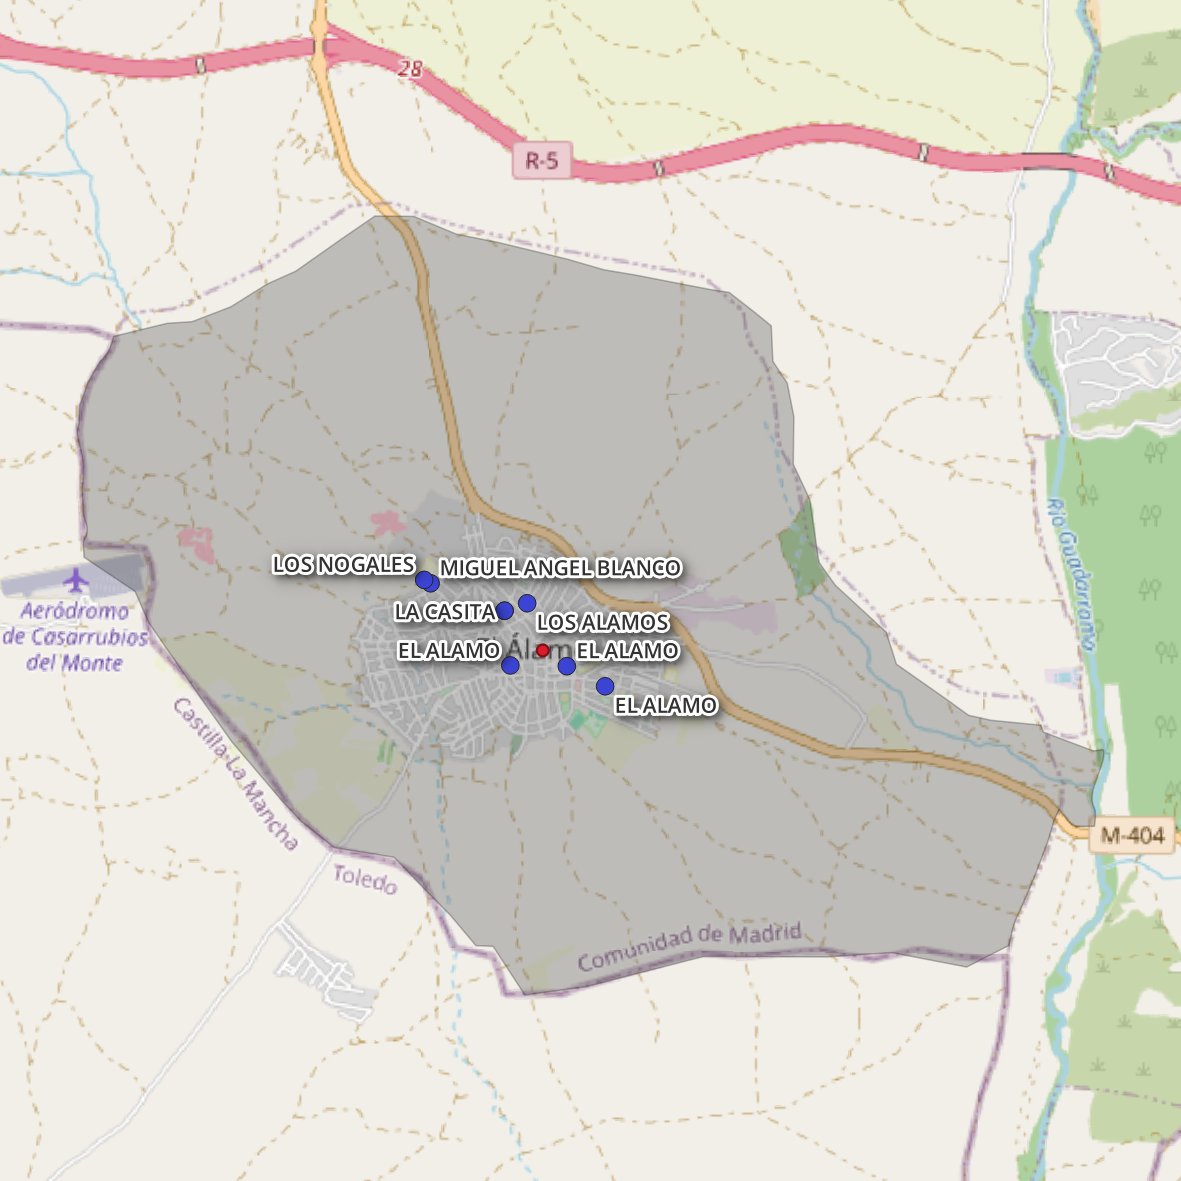 28
R-5
LOS NOGALES
MIGUEL ANGEL BLANCO
LA CASITA
LOS ALAMOS
EL ALAMO
EL ALAMO
EL ALAMO
Aeródromo
de Casarrubios
del Monte
Río Guadarrama
Castilla-La Mancha
Toledo
Comunidad de Madrid
M-404